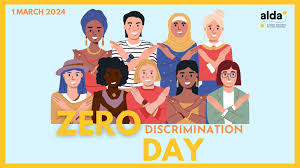 1 MARCH 2024
alda*
ZERO DISCRIMINATION
DAY